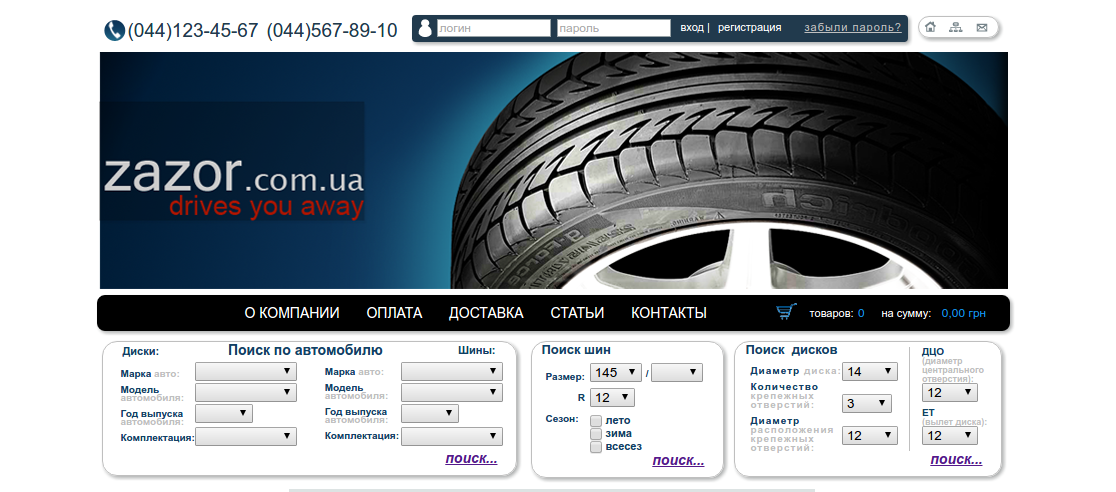 (044)123-45-67 (044)567-89-10
логин
пароль
вход | регистрация
забыли пароль?
zazor.com.ua
drives you away
g-Force
О КОМПАНИИ ОПЛАТА ДОСТАВКА СТАТЬИ КОНТАКТЫ
товаров: 0 на сумму: 0,00 грн
Диски: Поиск по автомобилю Шины:
Марка авто:
Модель
автомобиля:
Год выпуска
автомобиля:
Комплектация:
Марка авто:
Модель
автомобиля:
Год выпуска
автомобиля:
Комплектация:
поиск...
Поиск шин
Размер: 145 /
R 12
Сезон: лето
зима
всесез
поиск...
Поиск дисков
Диаметр диска: 14
Количество
крепежных
отверстий: 3
Диаметр
расположения
крепежных
отверстий: 12
ДЦО
(диаметр
центрального
отверстия):
12
ЕТ
(вылет диска):
12
поиск...